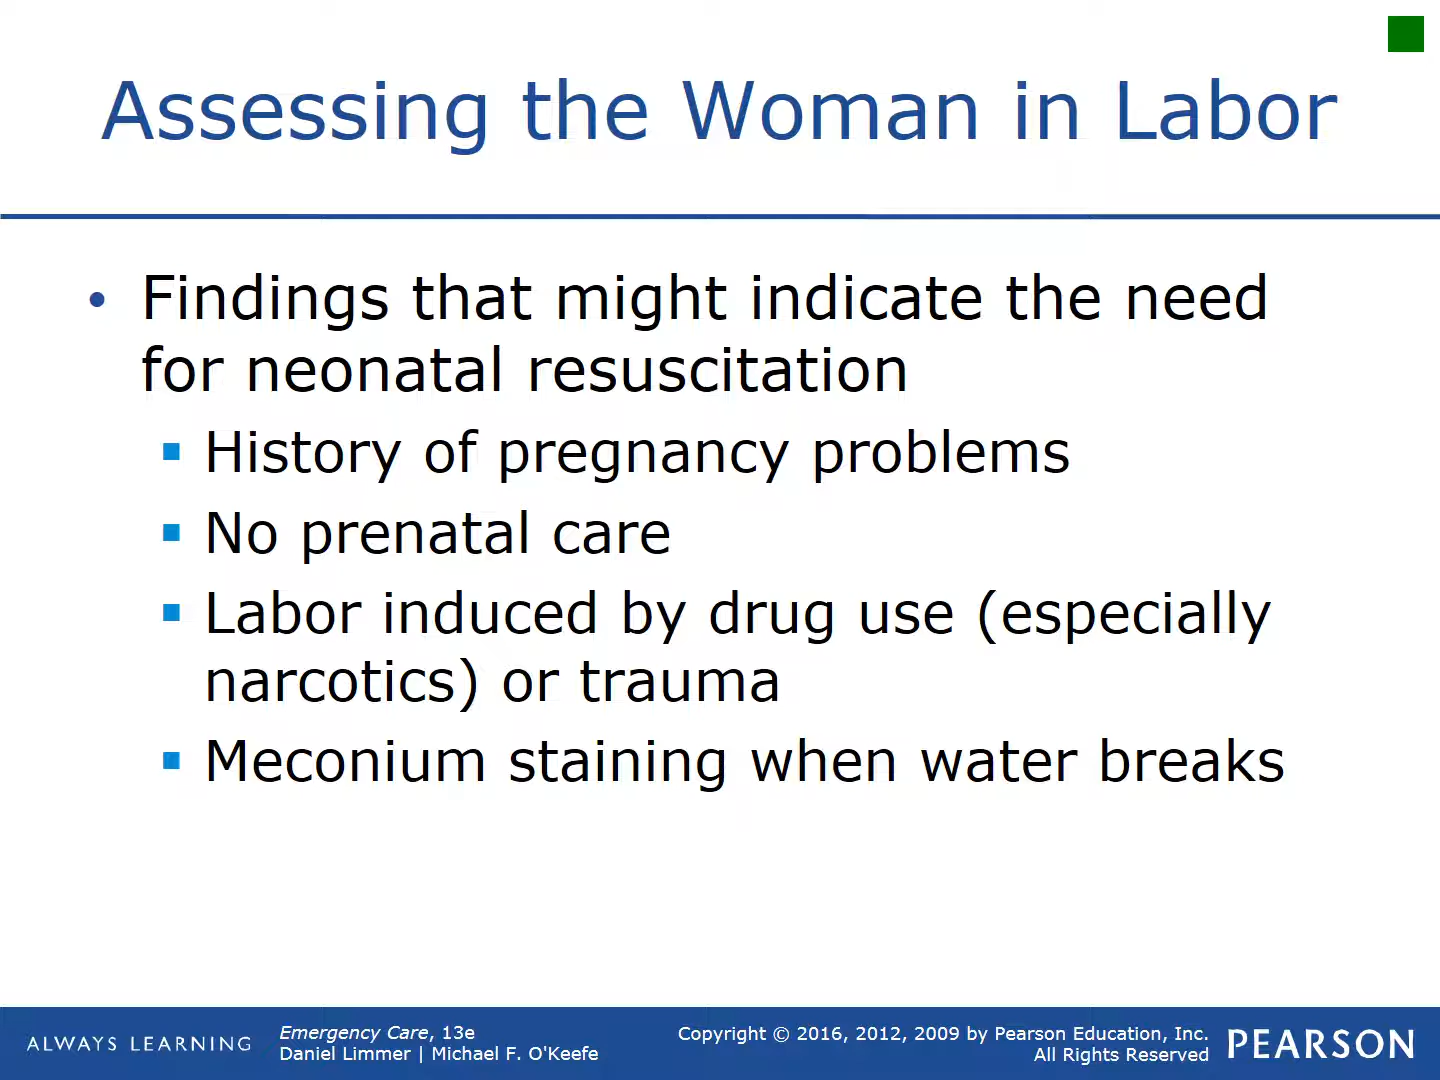 Assessing the Woman in Labor
• Findings that might indicate the need
for neonatal resuscitation
▪ History of pregnancy problems
▪ No prenatal care
▪ Labor induced by drug use (especially
narcotics) or trauma
▪ Meconium staining when water breaks
ALWAYS LEARNING
Emergency Care, 13e
Daniel Limmer | Michael F. O'Keefe
Copyright © 2016, 2012, 2009 by Pearson Education, Inc.
All Rights Reserved
PEARSON